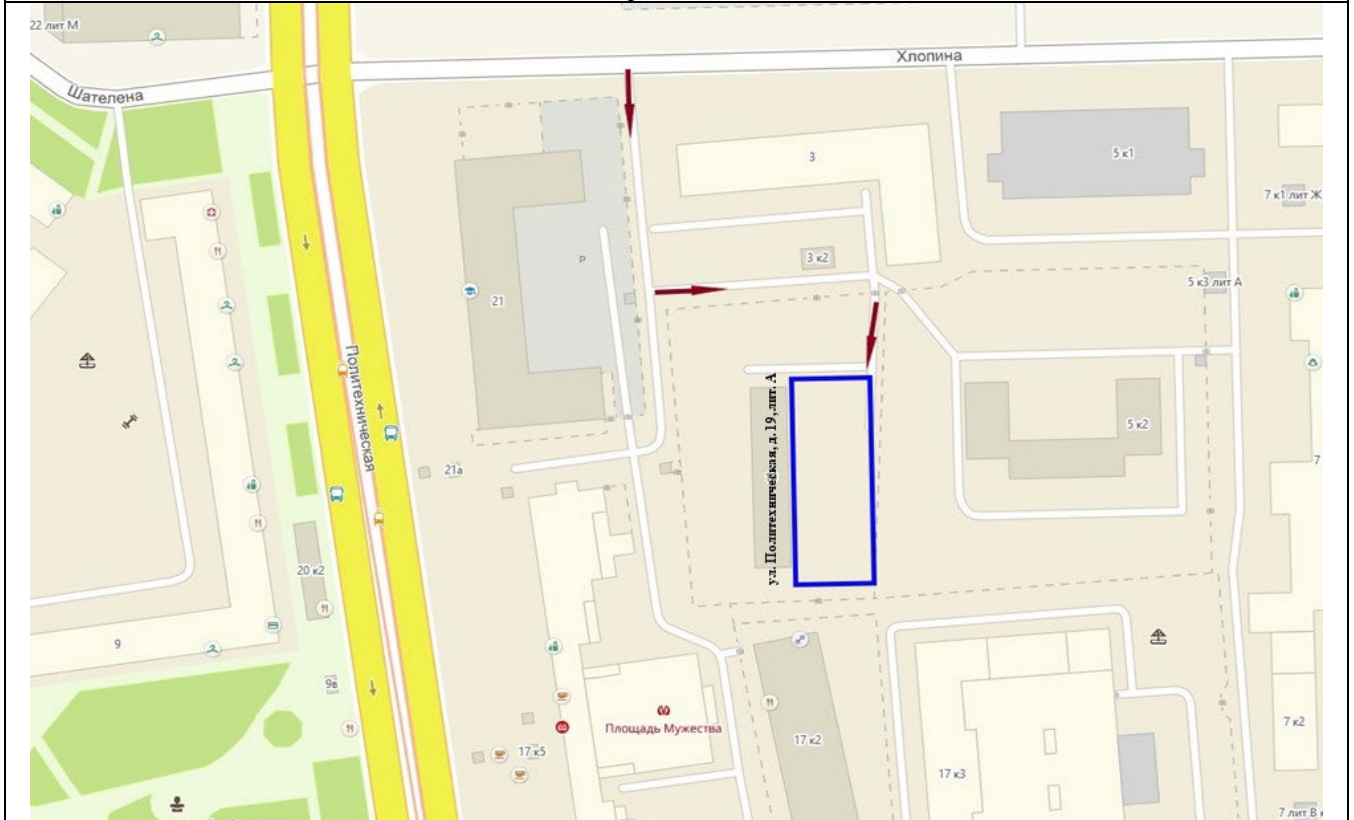 22 лит М
Хлопина
Шателена
3
5 к1
7 к1 лит Ж
3 к2
P
5 к3 лит А
21
Политехническая
ул. Политехническая, д.19, лит. А
5 к2
7
21а
20 к2
9
9в
Площадь Мужества
17 к2
17 к5
17 к3
7 к2
7 лит В